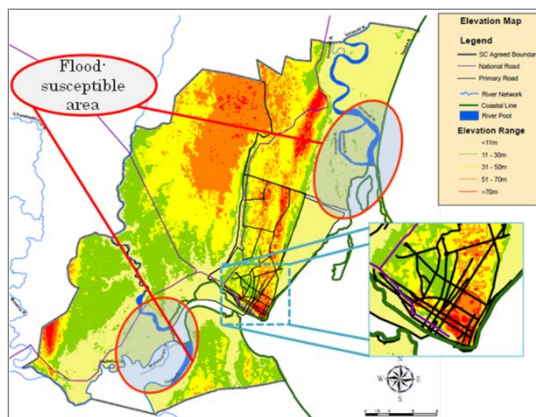 Elevation Map
Legend
SC Agreed Boundar
National Road
Primary Road
River Network
Coastal Line
River Pool
Elevation Range
<11m
11 - 30m
31 - 50m
51 - 70m
>70m
Flood-
susceptible
area
N
W
E
S